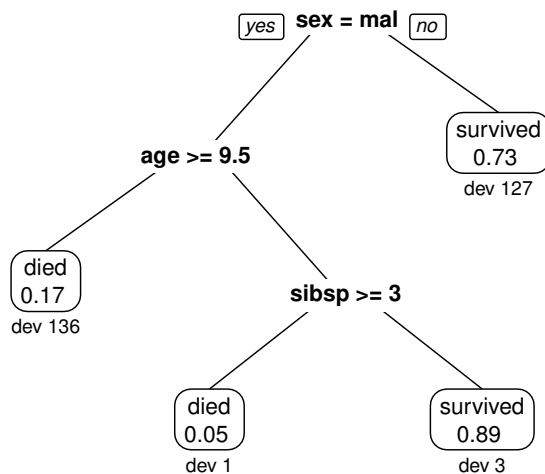 yes sex = mal no
survived
0.73
dev 127
age >= 9.5
died
0.17
dev 136
sibsp >= 3
died
0.05
dev 1
survived
0.89
dev 3